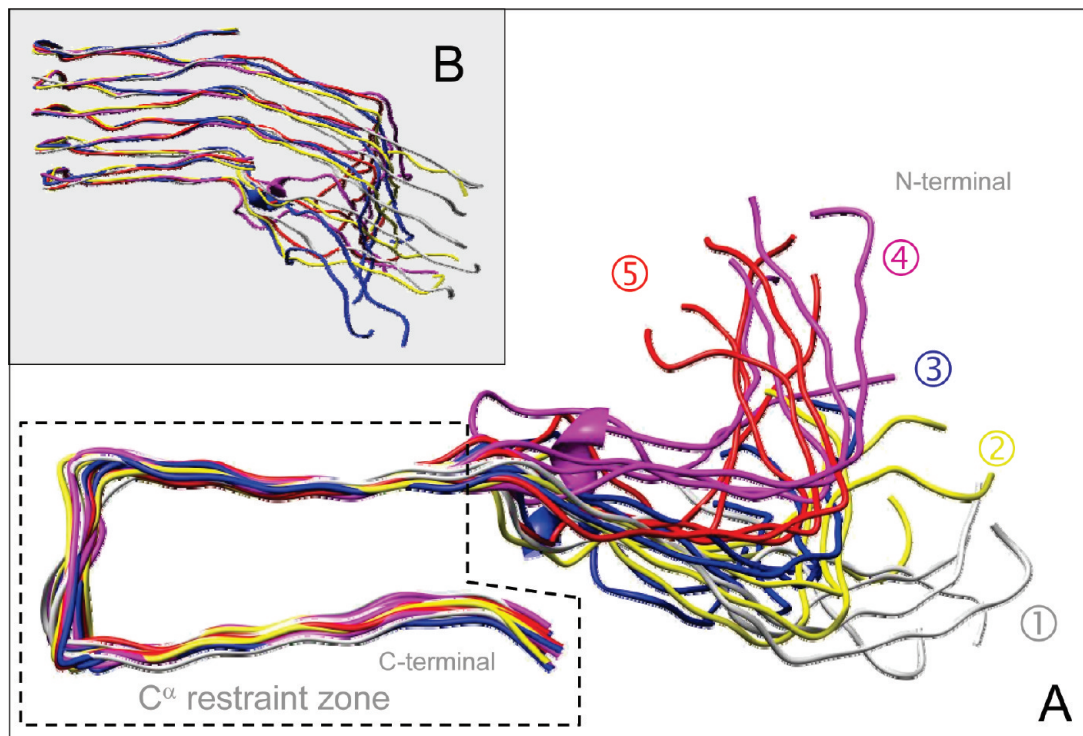 B
N-terminal
⑤
④
③
②
①
C-terminal
Cα restraint zone
A